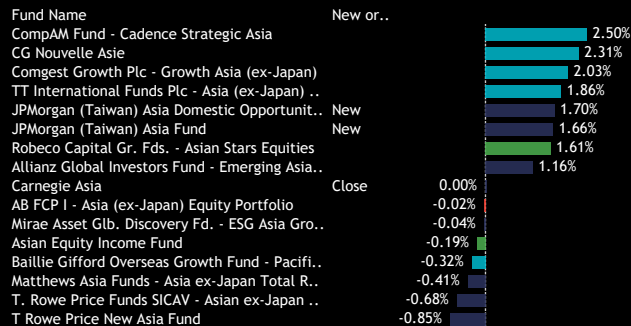 Fund Name New or..
CompAM Fund - Cadence Strategic Asia 2.50%
CG Nouvelle Asie 2.31%
Comgest Growth Plc - Growth Asia (ex-Japan) 2.03%
TT International Funds Plc - Asia (ex-Japan) .. 1.86%
JPMorgan (Taiwan) Asia Domestic Opportunit.. New 1.70%
JPMorgan (Taiwan) Asia Fund New 1.66%
Robeco Capital Gr. Fds. - Asian Stars Equities 1.61%
Allianz Global Investors Fund - Emerging Asia.. 1.16%
Carnegie Asia Close 0.00%
AB FCP I - Asia (ex-Japan) Equity Portfolio -0.02%
Mirae Asset Glb. Discovery Fd. - ESG Asia Gro.. -0.04%
Asian Equity Income Fund -0.19%
Baillie Gifford Overseas Growth Fund - Pacifi.. -0.32%
Matthews Asia Funds - Asia ex-Japan Total R.. -0.41%
T. Rowe Price Funds SICAV - Asian ex-Japan .. -0.68%
T Rowe Price New Asia Fund -0.85%